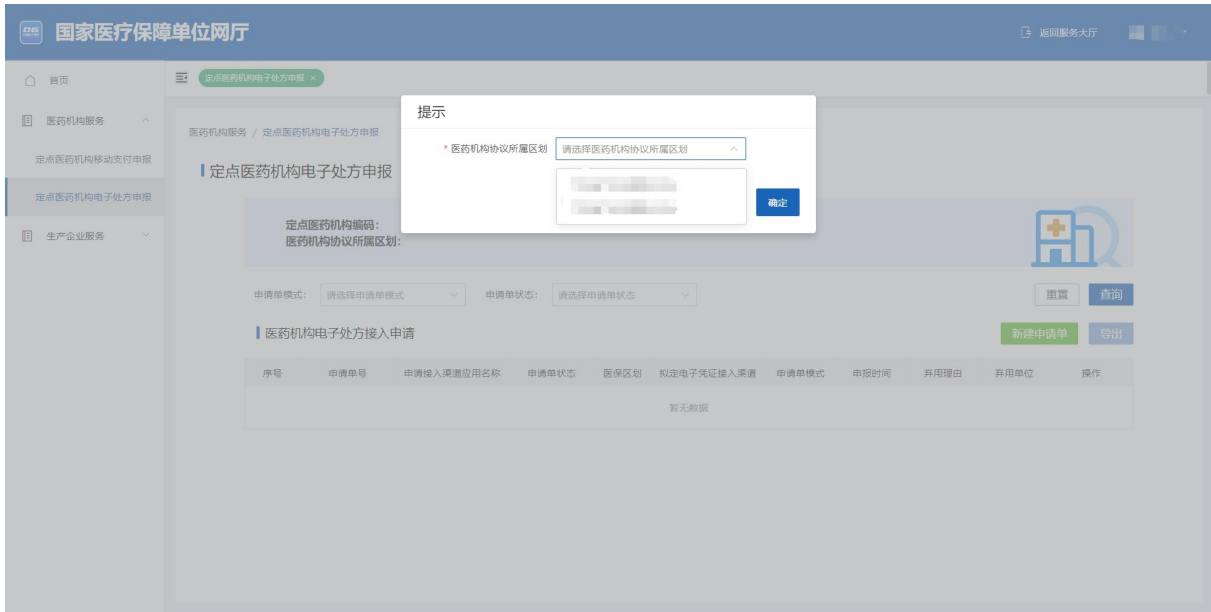 国家医疗保障单位网厅
返回服务大厅
首页
定点医药机构电子处方申报 ×
医药机构服务
定点医药机构移动支付申报
定点医药机构电子处方申报
生产企业服务
医药机构服务 / 定点医药机构电子处方申报
定点医药机构电子处方申报
提示
* 医药机构协议所属区划 请选择医药机构协议所属区划
确定
定点医药机构编码：
医药机构协议所属区划：
申请单模式： 请选择申请单模式 申请单状态： 请选择申请单状态 重置 查询
医药机构电子处方接入申请 新建申请单 导出
序号 申请单号 申请接入渠道应用名称 申请单状态 医保区划 拟定电子凭证接入渠道 申请单模式 申报时间 弃用理由 弃用单位 操作
暂无数据